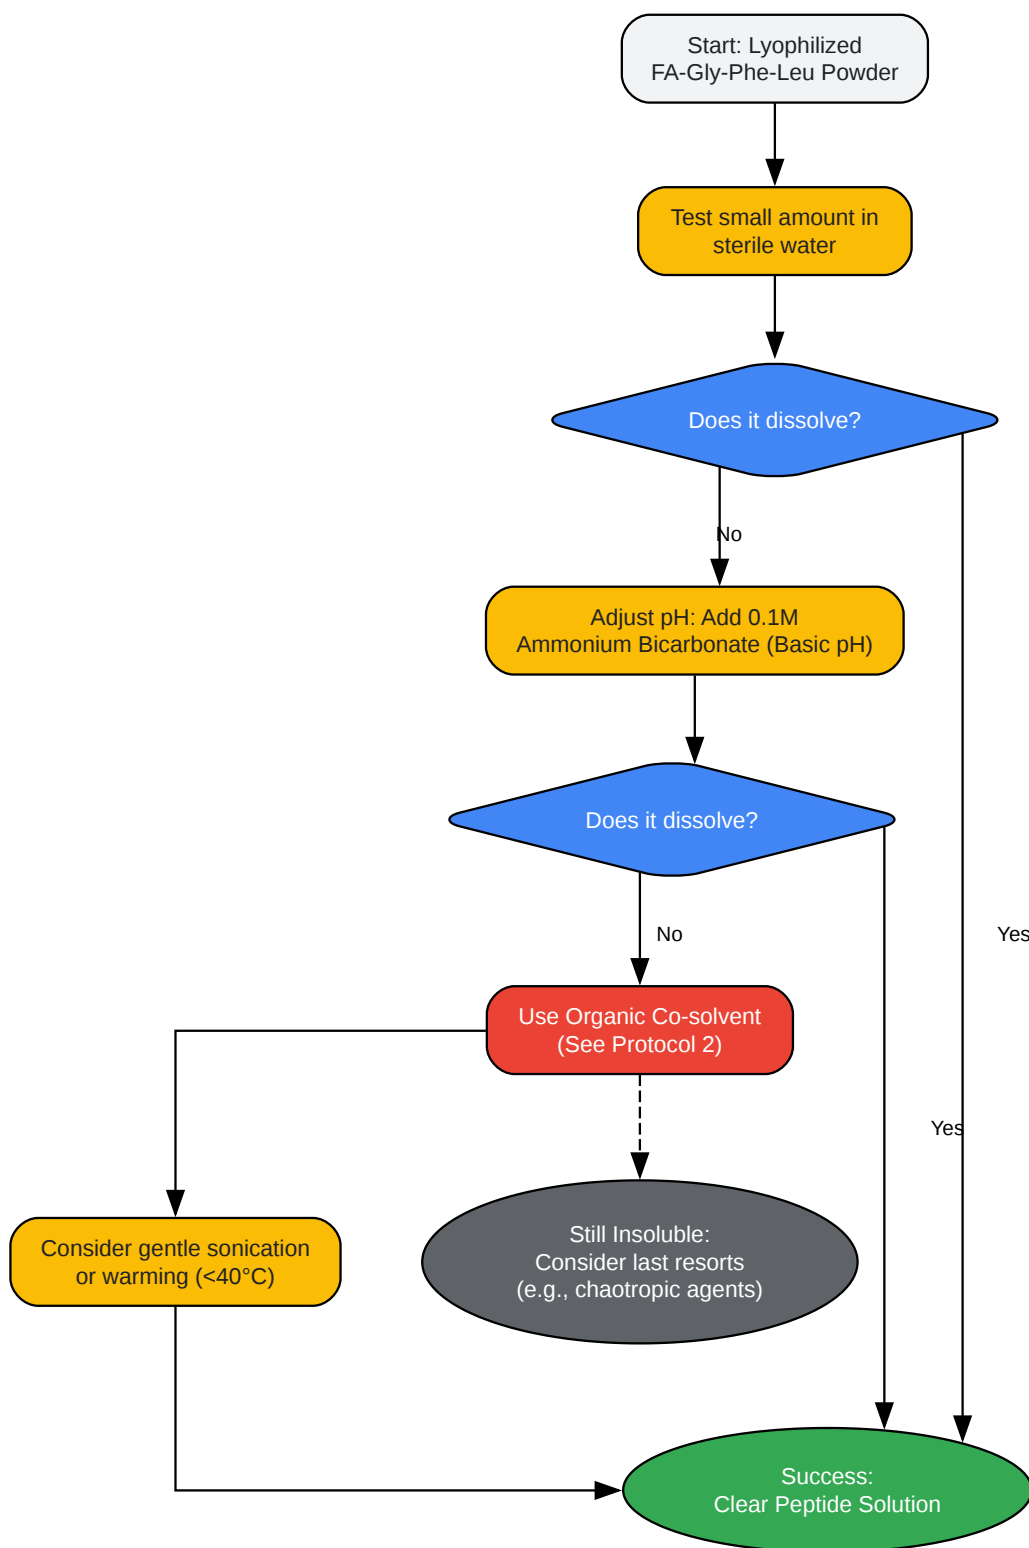 Start: Lyophilized
FA-Gly-Phe-Leu Powder
Test small amount in
sterile water
Does it dissolve?
No
Adjust pH: Add 0.1M
Ammonium Bicarbonate (Basic pH)
Does it dissolve?
No
Yes
Use Organic Co-solvent
(See Protocol 2)
Yes
Consider gentle sonication
or warming (<40°C)
Still Insoluble:
Consider last resorts
(e.g., chaotropic agents)
Success:
Clear Peptide Solution